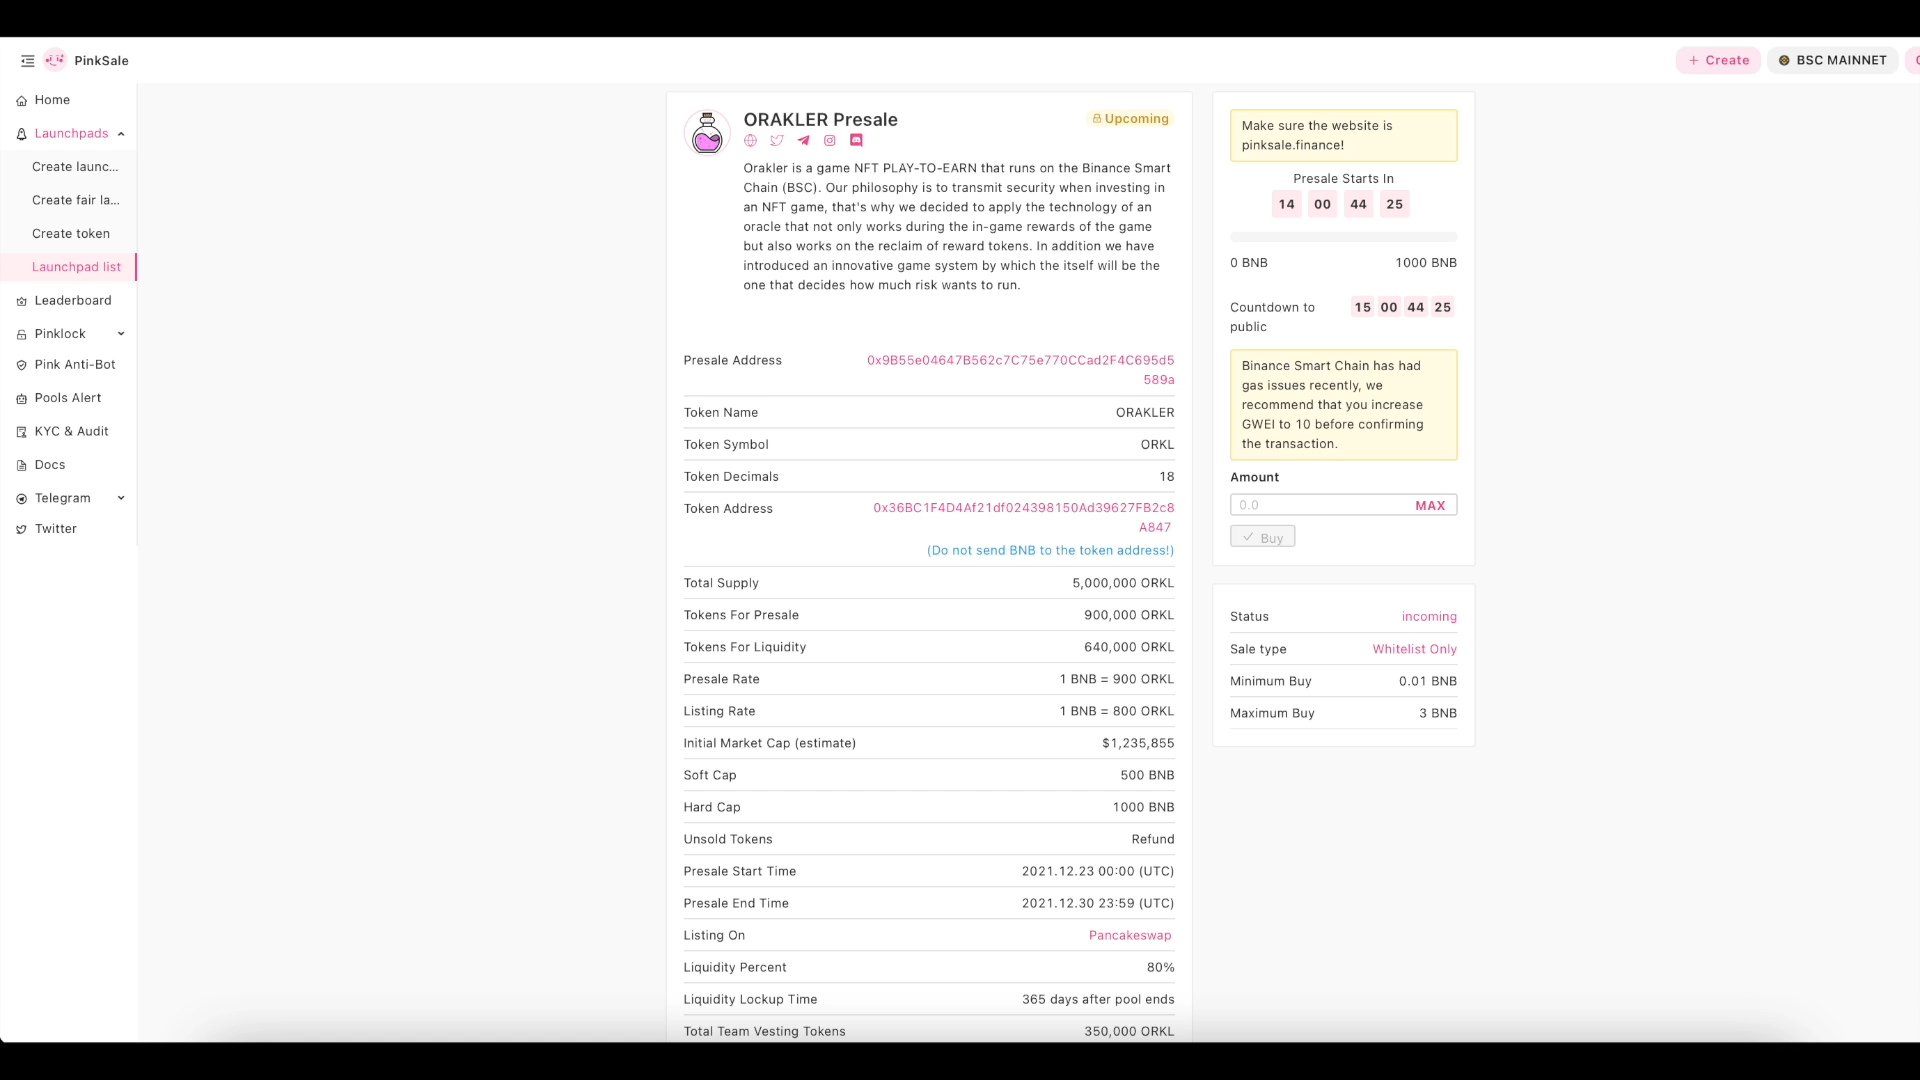 PinkSale
+ Create
BSC MAINNET
Home
Launchpads
Create launc...
Create fair la...
Create token
Launchpad list
Leaderboard
Pinklock
Pink Anti-Bot
Pools Alert
KYC & Audit
Docs
Telegram
Twitter
ORAKLER Presale
Upcoming
Orakler is a game NFT PLAY-TO-EARN that runs on the Binance Smart
Chain (BSC). Our philosophy is to transmit security when investing in
an NFT game, that's why we decided to apply the technology of an
oracle that not only works during the in-game rewards of the game
but also works on the reclaim of reward tokens. In addition we have
introduced an innovative game system by which the itself will be the
one that decides how much risk wants to run.
Presale Address 0x9B55e04647B562c7C75e770CCad2F4C695d5
589a
Token Name ORAKLER
Token Symbol ORKL
Token Decimals 18
Token Address 0x36BC1F4D4Af21df024398150Ad39627FB2c8
A847
(Do not send BNB to the token address!)
Total Supply 5,000,000 ORKL
Tokens For Presale 900,000 ORKL
Tokens For Liquidity 640,000 ORKL
Presale Rate 1 BNB = 900 ORKL
Listing Rate 1 BNB = 800 ORKL
Initial Market Cap (estimate) $1,235,855
Soft Cap 500 BNB
Hard Cap 1000 BNB
Unsold Tokens Refund
Presale Start Time 2021.12.23 00:00 (UTC)
Presale End Time 2021.12.30 23:59 (UTC)
Listing On Pancakeswap
Liquidity Percent 80%
Liquidity Lockup Time 365 days after pool ends
Total Team Vesting Tokens 350,000 ORKL
Make sure the website is
pinksale.finance!
Presale Starts In
14 00 44 25
0 BNB 1000 BNB
Countdown to 15 00 44 25
public
Binance Smart Chain has had
gas issues recently, we
recommend that you increase
GWEI to 10 before confirming
the transaction.
Amount
0.0 MAX
Buy
Status incoming
Sale type Whitelist Only
Minimum Buy 0.01 BNB
Maximum Buy 3 BNB